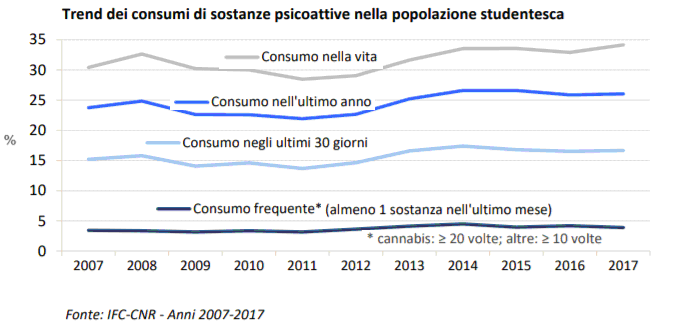 Trend dei consumi di sostanze psicoattive nella popolazione studentesca
35
30
25
20
15
10
5
0
%
Consumo nella vita
Consumo nell'ultimo anno
Consumo negli ultimi 30 giorni
Consumo frequente* (almeno 1 sostanza nell'ultimo mese)
* cannabis: ≥ 20 volte; altre: ≥ 10 volte
2007 2008 2009 2010 2011 2012 2013 2014 2015 2016 2017
Fonte: IFC-CNR - Anni 2007-2017